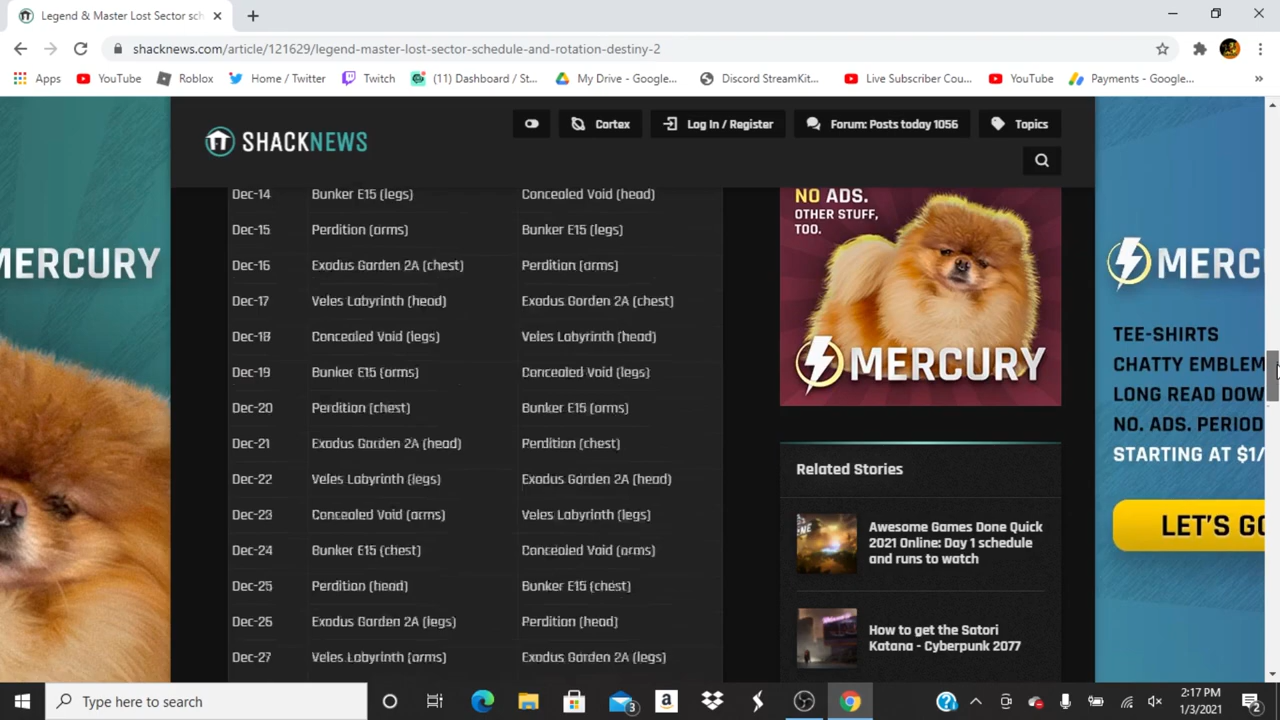 Legend & Master Lost Sector sch
shacknews.com/article/121629/legend-master-lost-sector-schedule-and-rotation-destiny-2
Apps YouTube Roblox Home / Twitter Twitch (11) Dashboard / St... My Drive - Google... Discord StreamKit... Live Subscriber Cou... YouTube Payments - Google... »
SHACKNEWS
Cortex Log In / Register Forum: Posts today 1056 Topics
Dec-14 Bunker E15 (legs) Concealed Void (head)
Dec-15 Perdition (arms) Bunker E15 (legs)
Dec-16 Exodus Garden 2A (chest) Perdition (arms)
Dec-17 Veles Labyrinth (head) Exodus Garden 2A (chest)
Dec-18 Concealed Void (legs) Veles Labyrinth (head)
Dec-19 Bunker E15 (arms) Concealed Void (legs)
Dec-20 Perdition (chest) Bunker E15 (arms)
Dec-21 Exodus Garden 2A (head) Perdition (chest)
Dec-22 Veles Labyrinth (legs) Exodus Garden 2A (head)
Dec-23 Concealed Void (arms) Veles Labyrinth (legs)
Dec-24 Bunker E15 (chest) Concealed Void (arms)
Dec-25 Perdition (head) Bunker E15 (chest)
Dec-26 Exodus Garden 2A (legs) Perdition (head)
Dec-27 Veles Labyrinth (arms) Exodus Garden 2A (legs)
NO ADS.
OTHER STUFF,
TOO.
MERCURY
Related Stories
Awesome Games Done Quick
2021 Online: Day 1 schedule
and runs to watch
How to get the Satori
Katana - Cyberpunk 2077
MERCURY
MERC
TEE-SHIRTS
CHATTY EMBLEM
LONG READ DOW
NO. ADS. PERIOD
STARTING AT $1/
LET'S GO
Type here to search
3
2:17 PM
1/3/2021
2